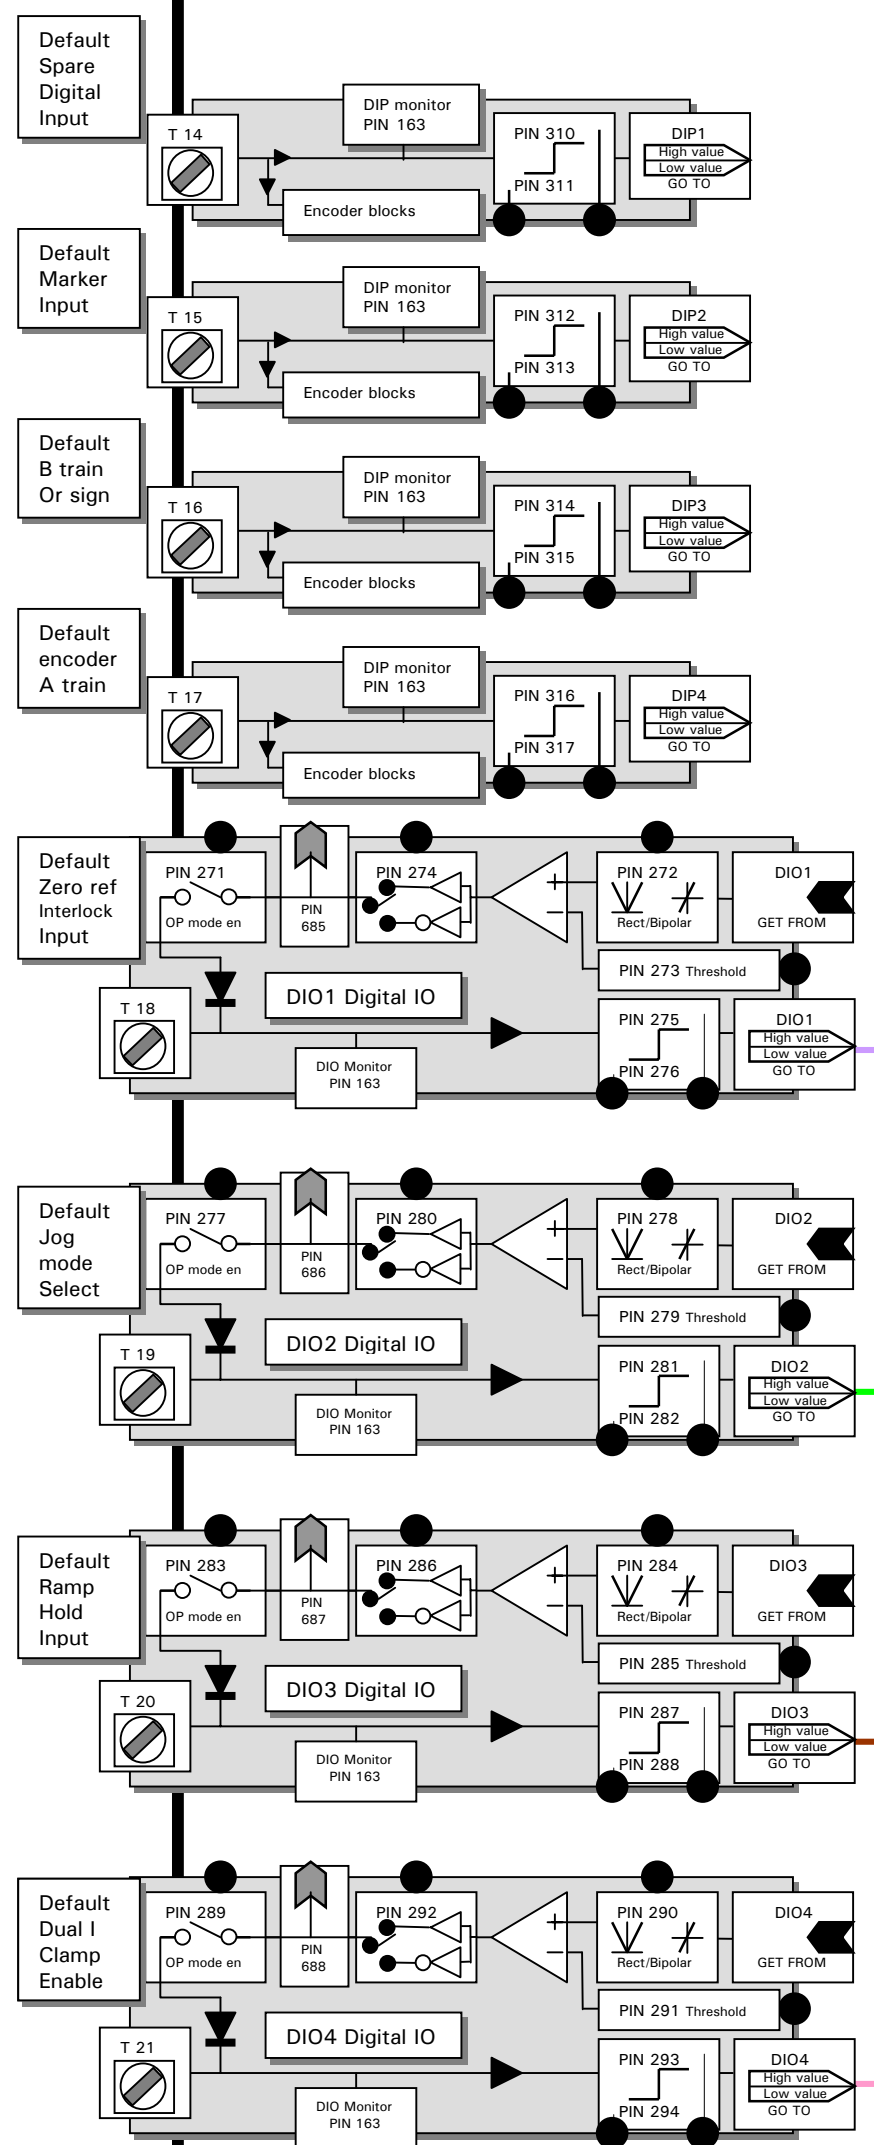 Default
Spare
Digital
Input
T 14
DIP monitor
PIN 163
Encoder blocks
PIN 310
PIN 311
DIP1
High value
Low value
GO TO
Default
Marker
Input
T 15
DIP monitor
PIN 163
Encoder blocks
PIN 312
PIN 313
DIP2
High value
Low value
GO TO
Default
B train
Or sign
T 16
DIP monitor
PIN 163
Encoder blocks
PIN 314
PIN 315
DIP3
High value
Low value
GO TO
Default
encoder
A train
T 17
DIP monitor
PIN 163
Encoder blocks
PIN 316
PIN 317
DIP4
High value
Low value
GO TO
Default
Zero ref
Interlock
Input
PIN 271
OP mode en
PIN
685
PIN 274
PIN 272
Rect/Bipolar
DIO1
GET FROM
PIN 273 Threshold
DIO1 Digital IO
T 18
DIO Monitor
PIN 163
PIN 275
PIN 276
DIO1
High value
Low value
GO TO
Default
Jog
mode
Select
PIN 277
OP mode en
PIN
686
PIN 280
PIN 278
Rect/Bipolar
DIO2
GET FROM
PIN 279 Threshold
DIO2 Digital IO
T 19
DIO Monitor
PIN 163
PIN 281
PIN 282
DIO2
High value
Low value
GO TO
Default
Ramp
Hold
Input
PIN 283
OP mode en
PIN
687
PIN 286
PIN 284
Rect/Bipolar
DIO3
GET FROM
PIN 285 Threshold
DIO3 Digital IO
T 20
DIO Monitor
PIN 163
PIN 287
PIN 288
DIO3
High value
Low value
GO TO
Default
Dual I
Clamp
Enable
PIN 289
OP mode en
PIN
688
PIN 292
PIN 290
Rect/Bipolar
DIO4
GET FROM
PIN 291 Threshold
DIO4 Digital IO
T 21
DIO Monitor
PIN 163
PIN 293
PIN 294
DIO4
High value
Low value
GO TO